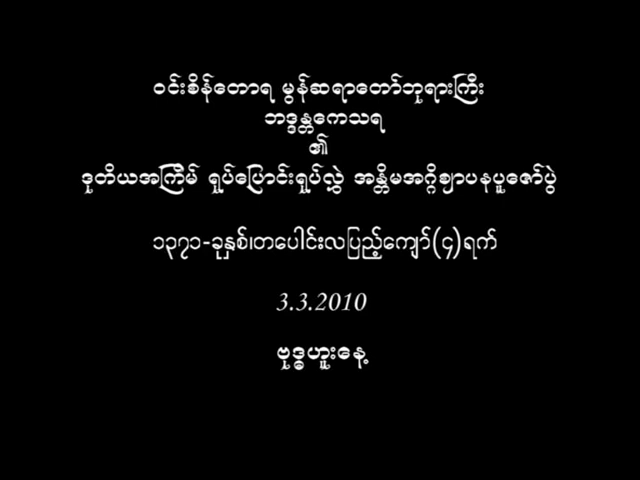 ဝင်းစိန်တောရ မွန်ဆရာတော်ဘုရားကြီး
ဘဒ္ဒန္တကေသရ
၏
ဒုတိယအကြိမ် ရုပ်ပြောင်းရုပ်လွှဲ အန္တိမအဂ္ဂိဈာပနပူဇော်ပွဲ
၁၃၇၁-ခုနှစ်၊တပေါင်းလပြည့်ကျော်(၄)ရက်
3.3.2010
ဗုဒ္ဓဟူးနေ့